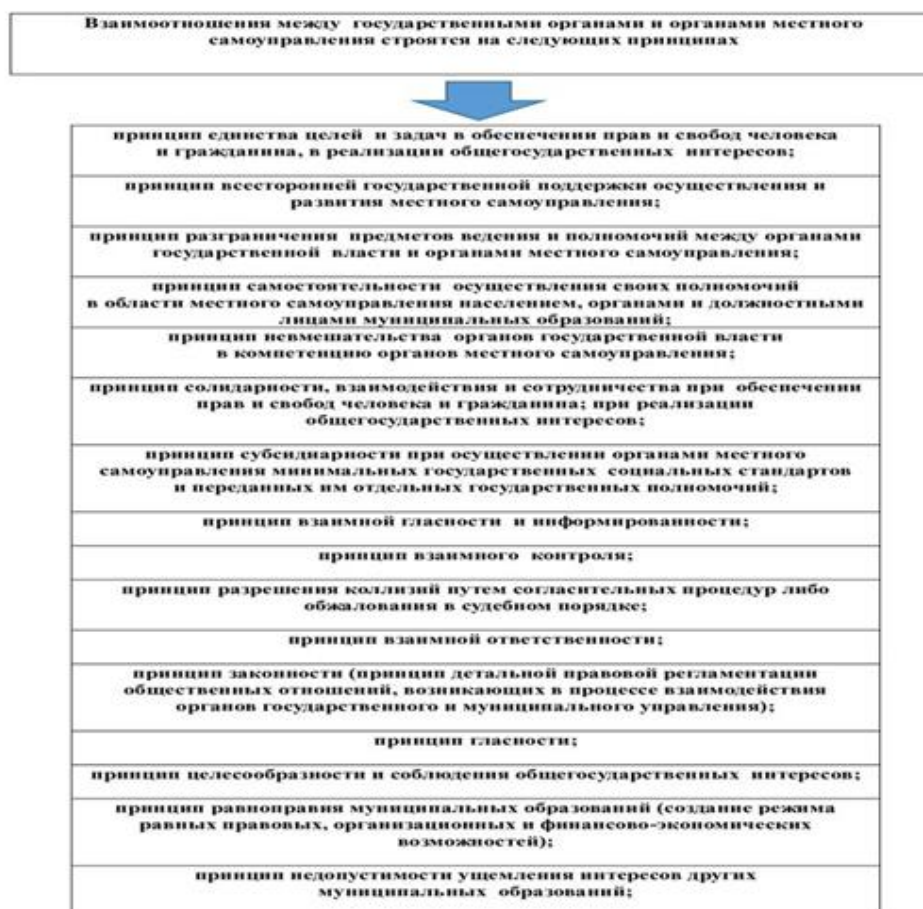 Взаимоотношения между государственными органами и органами местного
самоуправления строятся на следующих принципах
принцип единства целей и задач в обеспечении прав и свобод человека
и гражданина, в реализации общегосударственных интересов;
принцип всесторонней государственной поддержки осуществления и
развития местного самоуправления;
принцип разграничения предметов ведения и полномочий между органами
государственной власти и органами местного самоуправления;
принцип самостоятельности осуществления своих полномочий
в области местного самоуправления населением, органами и должностными
лицами муниципальных образований;
принцип невмешательства органов государственной власти
в компетенцию органов местного самоуправления;
принцип солидарности, взаимодействия и сотрудничества при обеспечении
прав и свобод человека и гражданина; при реализации
общегосударственных интересов;
принцип субсидиарности при осуществлении органами местного
самоуправления минимальных государственных социальных стандартов
и переданных им отдельных государственных полномочий;
принцип взаимной гласности и информированности;
принцип взаимного контроля;
принцип разрешения коллизий путем согласительных процедур либо
обжалования в судебном порядке;
принцип взаимной ответственности;
принцип законности (принцип детальной правовой регламентации
общественных отношений, возникающих в процессе взаимодействия
органов государственного и муниципального управления);
принцип гласности;
принцип целесообразности и соблюдения общегосударственных интересов;
принцип равноправия муниципальных образований (создание режима
равных правовых, организационных и финансово-экономических
возможностей);
принцип недопустимости ущемления интересов других
муниципальных образований;